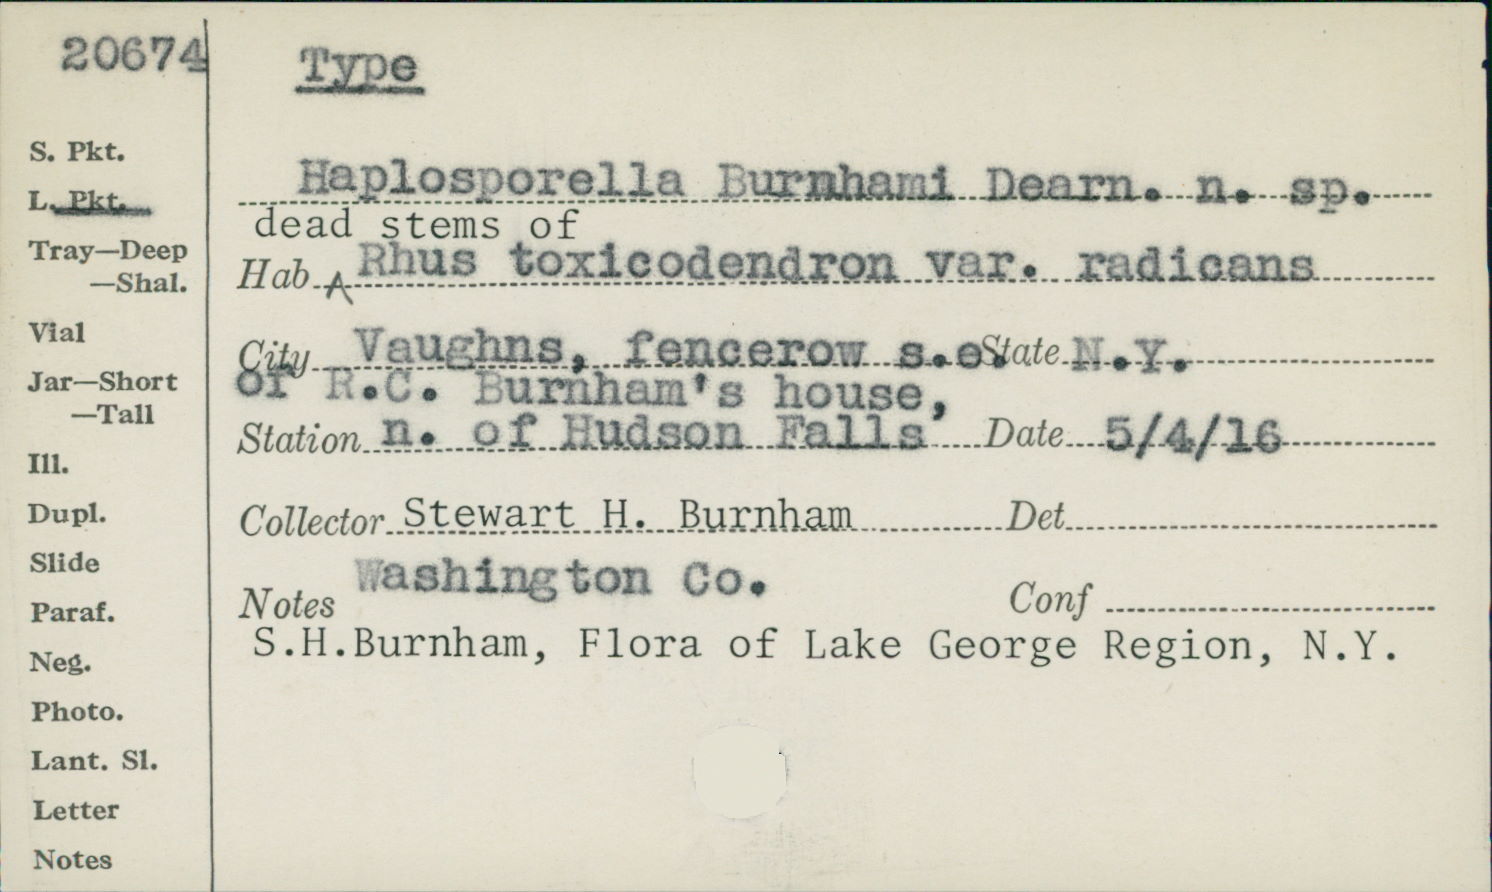 20674
Type
S. Pkt.
L. Pkt.
Tray—Deep
—Shal.
Vial
Jar—Short
—Tall
Ill.
Dupl.
Slide
Paraf.
Neg.
Photo.
Lant. Sl.
Letter
Notes
Haplosporella Burnhami Dearn. n. sp.
dead stems of
Hab Rhus toxicodendron var. radicans
City Vaughns, fencerow s.e. State N.Y.
of R.C. Burnham's house,
Station n. of Hudson Falls Date 5/4/16
Collector Stewart H. Burnham Det
Washington Co.
Notes Conf
S.H.Burnham, Flora of Lake George Region, N.Y.